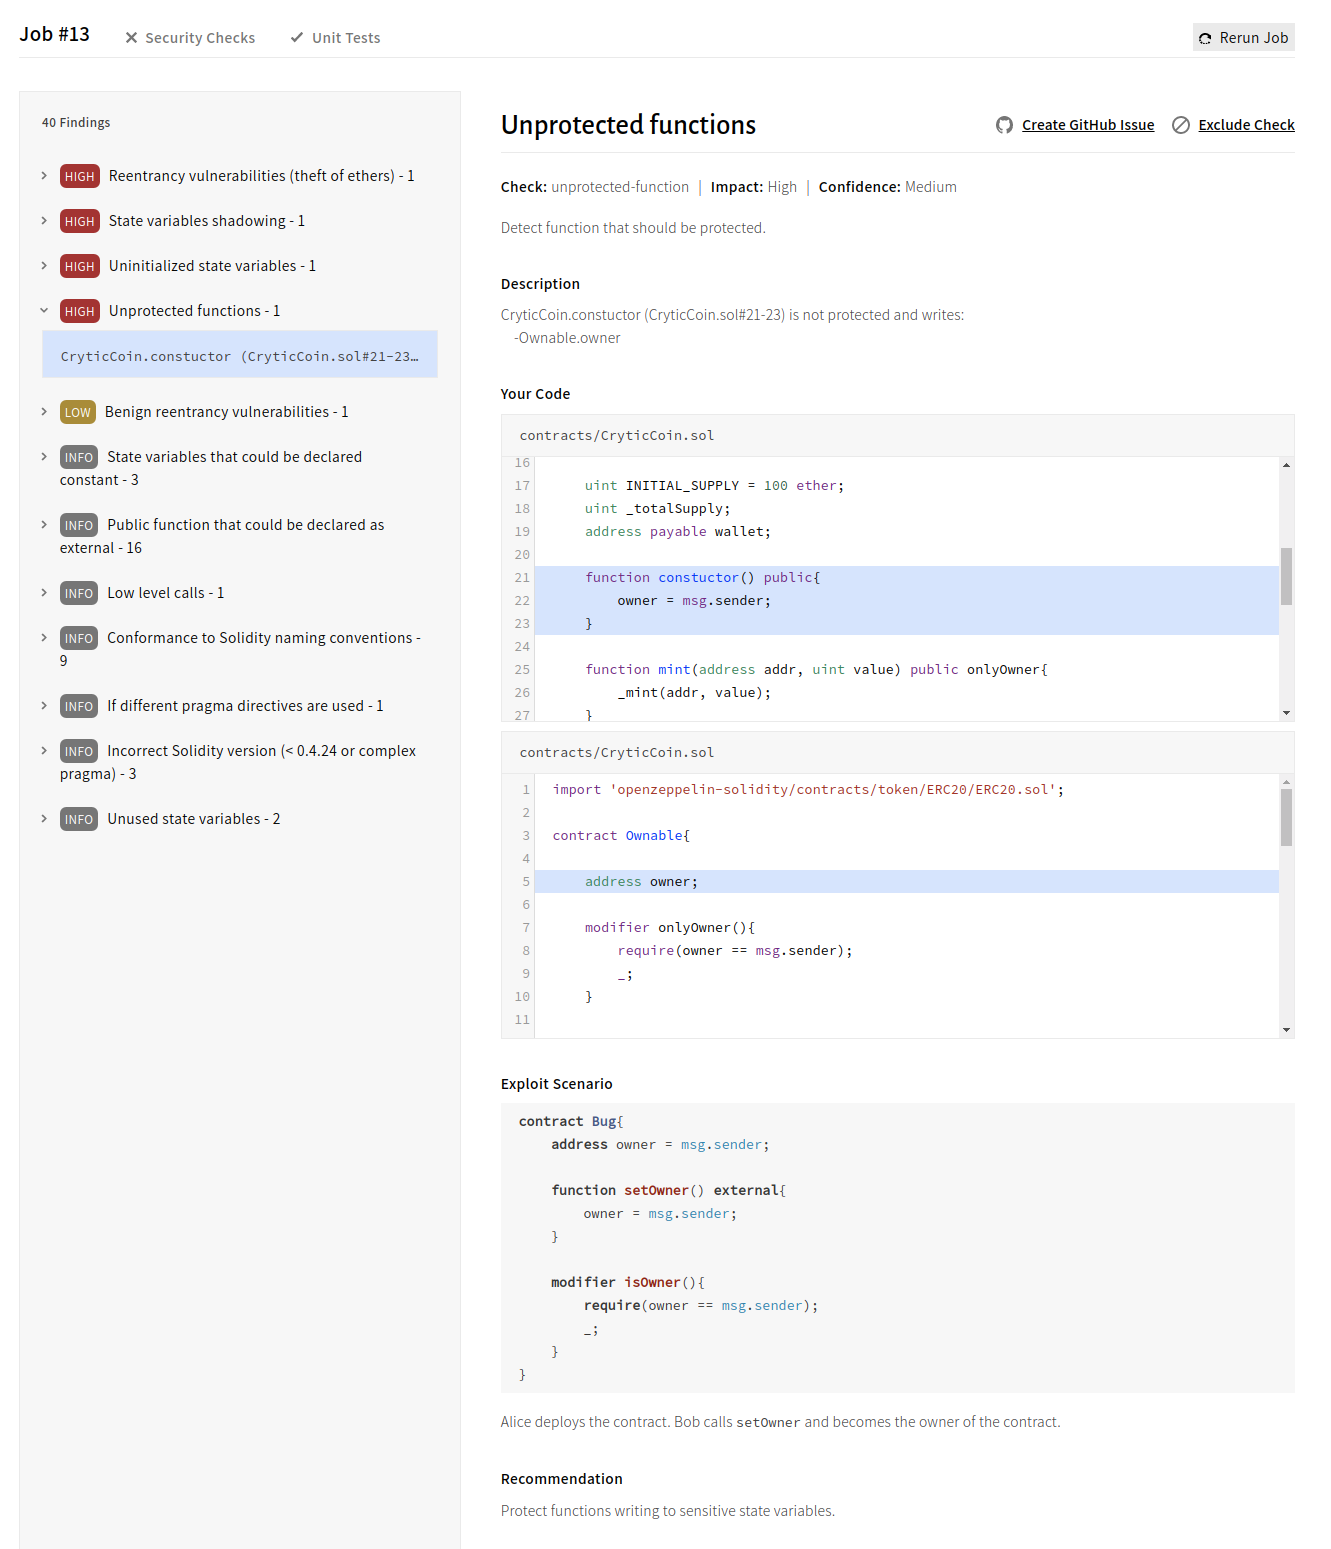 Job #13
Security Checks
Unit Tests
Rerun Job
40 Findings
HIGH Reentrancy vulnerabilities (theft of ethers) - 1
HIGH State variables shadowing - 1
HIGH Uninitialized state variables - 1
HIGH Unprotected functions - 1
CryticCoin.constuctor (CryticCoin.sol#21-23…
LOW Benign reentrancy vulnerabilities - 1
INFO State variables that could be declared
constant - 3
INFO Public function that could be declared as
external - 16
INFO Low level calls - 1
INFO Conformance to Solidity naming conventions -
9
INFO If different pragma directives are used - 1
INFO Incorrect Solidity version (< 0.4.24 or complex
pragma) - 3
INFO Unused state variables - 2
Unprotected functions
Create GitHub Issue
Exclude Check
Check: unprotected-function | Impact: High | Confidence: Medium
Detect function that should be protected.
Description
CryticCoin.constuctor (CryticCoin.sol#21-23) is not protected and writes:
-Ownable.owner
Your Code
contracts/CryticCoin.sol
16
17 uint INITIAL_SUPPLY = 100 ether;
18 uint _totalSupply;
19 address payable wallet;
20
21 function constuctor() public{
22 owner = msg.sender;
23 }
24
25 function mint(address addr, uint value) public onlyOwner{
26 _mint(addr, value);
27 }
contracts/CryticCoin.sol
1 import 'openzeppelin-solidity/contracts/token/ERC20/ERC20.sol';
2
3 contract Ownable{
4
5 address owner;
6
7 modifier onlyOwner(){
8 require(owner == msg.sender);
9 _;
10 }
11
Exploit Scenario
contract Bug{
address owner = msg.sender;
function setOwner() external{
owner = msg.sender;
}
modifier isOwner(){
require(owner == msg.sender);
_;
}
}
Alice deploys the contract. Bob calls setOwner and becomes the owner of the contract.
Recommendation
Protect functions writing to sensitive state variables.